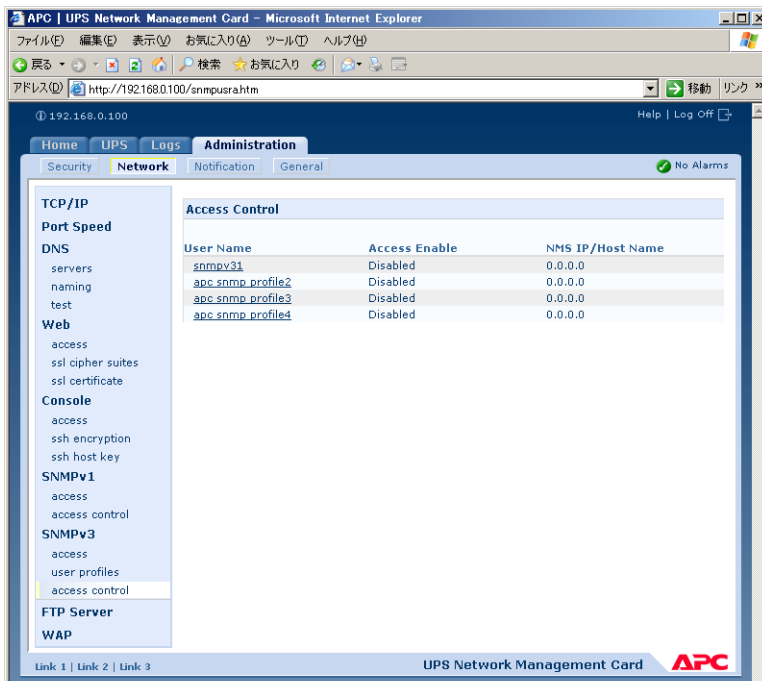 APC | UPS Network Management Card - Microsoft Internet Explorer
ファイル(F) 編集(E) 表示(V) お気に入り(A) ツール(T) ヘルプ(H)
戻る 検索 お気に入り
アドレス(D) http://192.168.0.100/snmpusra.htm 移動 リンク »
192.168.0.100 Help | Log Off
Home UPS Logs Administration
Security Network Notification General No Alarms
TCP/IP
Port Speed
DNS
servers
naming
test
Web
access
ssl cipher suites
ssl certificate
Console
access
ssh encryption
ssh host key
SNMPv1
access
access control
SNMPv3
access
user profiles
access control
FTP Server
WAP
Access Control
User Name Access Enable NMS IP/Host Name
snmpv31 Disabled 0.0.0.0
apc snmp profile2 Disabled 0.0.0.0
apc snmp profile3 Disabled 0.0.0.0
apc snmp profile4 Disabled 0.0.0.0
Link 1 | Link 2 | Link 3 UPS Network Management Card APC